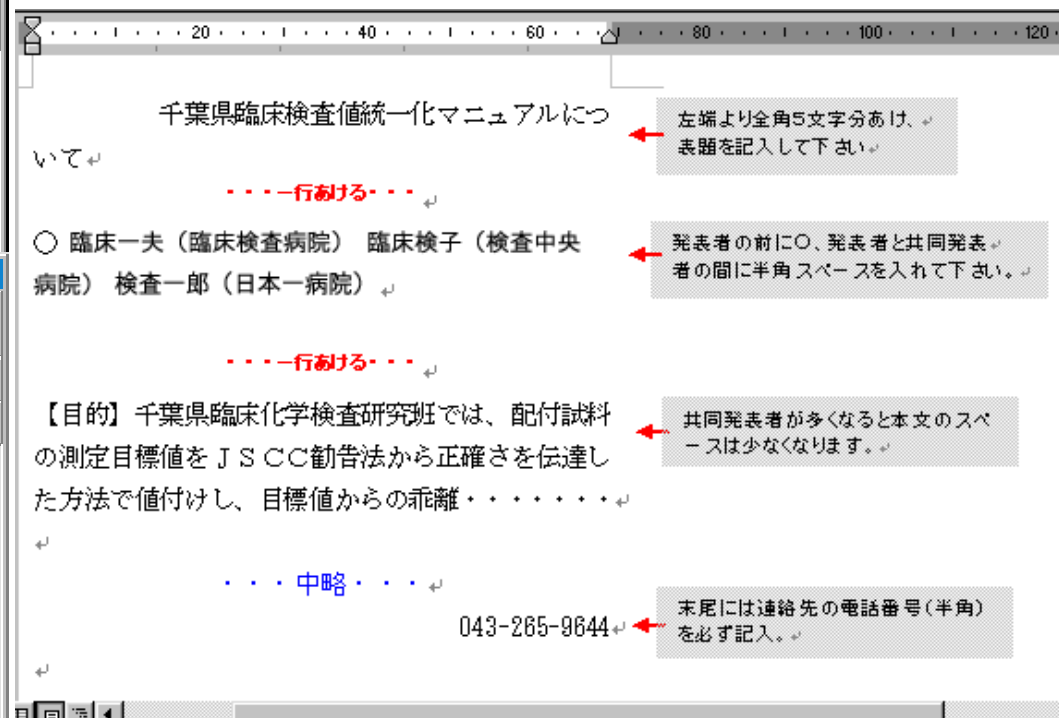 20 40 60 80 100 120
千葉県臨床検査値統一化マニュアルにつ
いて
左端より全角5文字分あけ、
表題を記入して下さい
・・・一行あける・・・
○ 臨床一夫（臨床検査病院） 臨床検子（検査中央
病院） 検査一郎（日本一病院）
発表者の前に○、発表者と共同発表
者の間に半角スペースを入れて下さい。
・・・一行あける・・・
【目的】千葉県臨床化学検査研究班では、配付試料
の測定目標値をＪＳＣＣ勧告法から正確さを伝達し
た方法で値付けし、目標値からの乖離・・・・・・・
共同発表者が多くなると本文のスペ
ースは少なくなります。
・・・中略・・・
043-265-9644
末尾には連絡先の電話番号(半角)
を必ず記入。